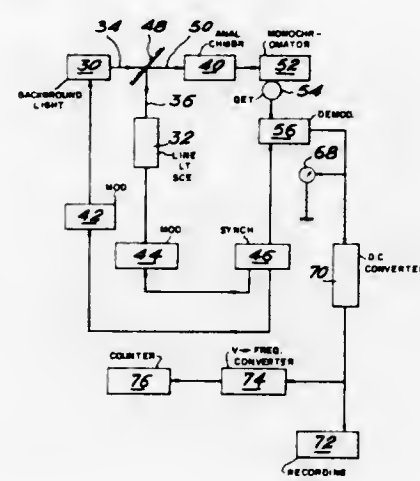 34
48
50
ANAL
CHMBR
MONOCHR-
OMATOR
30
40
52
BACKGROUND
LIGHT
36
DET
54
DEMOD.
56
32
LINE
LT
SCE
68
MOD
42
MOD
44
SYNCH
46
D.C
CONVERTER
70
COUNTER
76
V→FREQ.
CONVERTER
74
72
RECORDING